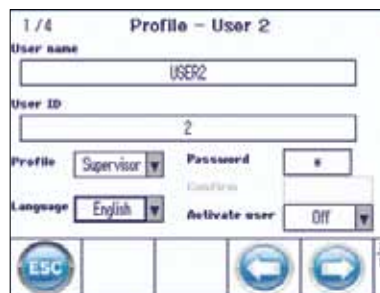 1/4 Profile - User 2
User name
USER2
User ID
2
Profile Supervisor Password *
Confirm
Language English Activate user Off
ESC